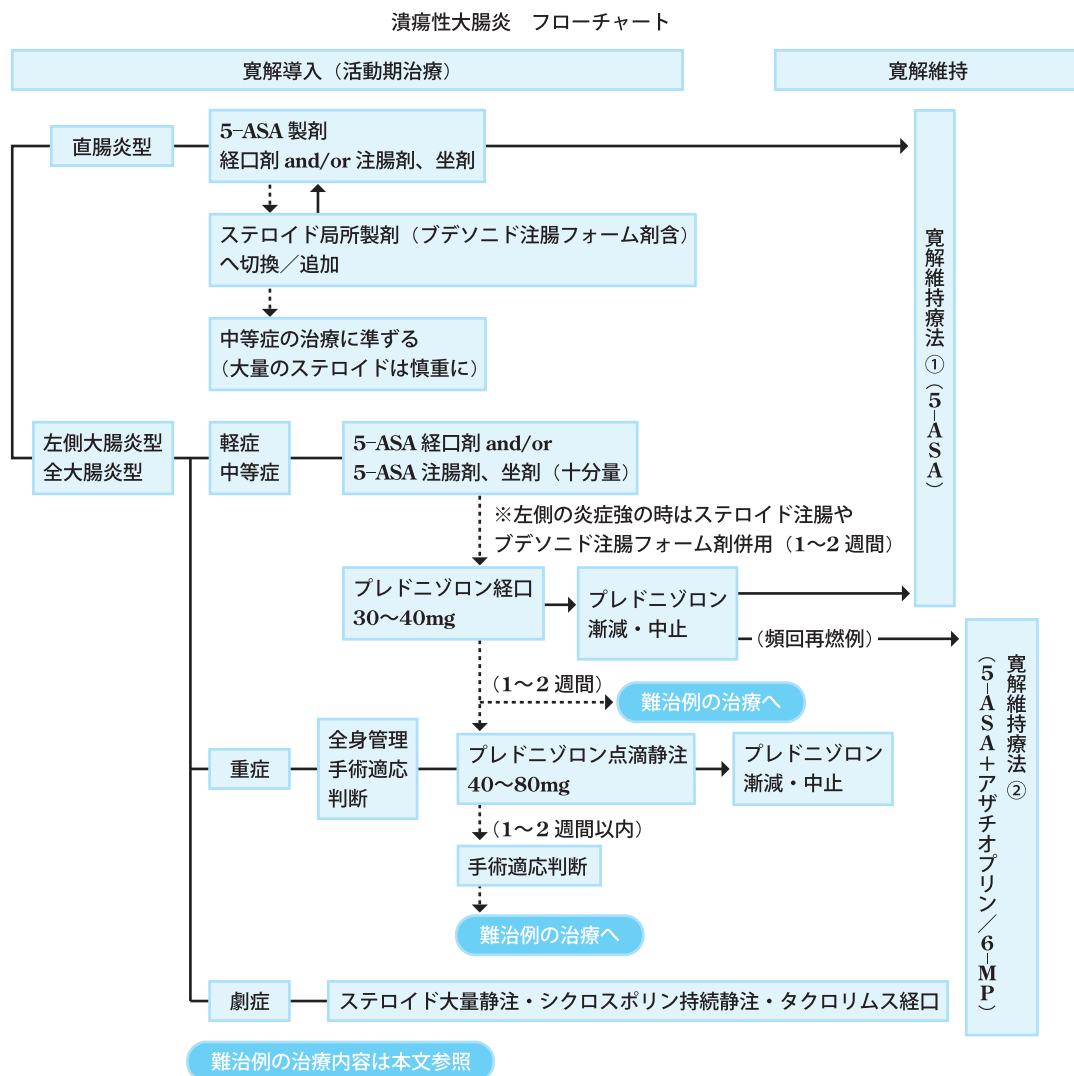 潰瘍性大腸炎　フローチャート
寛解導入（活動期治療）
寛解維持
直腸炎型
5-ASA 製剤
経口剤 and/or 注腸剤、坐剤
ステロイド局所製剤（ブデソニド注腸フォーム剤含）
へ切換／追加
中等症の治療に準ずる
（大量のステロイドは慎重に）
寛解維持療法 ①（5-ASA）
左側大腸炎型
全大腸炎型
軽症
中等症
5-ASA 経口剤 and/or
5-ASA 注腸剤、坐剤（十分量）
※左側の炎症強の時はステロイド注腸や
ブデソニド注腸フォーム剤併用（1〜2 週間）
プレドニゾロン経口
30〜40mg
プレドニゾロン
漸減・中止
（頻回再燃例）
（1〜2 週間）
難治例の治療へ
寛解維持療法 ②
（5-ASA＋アザチオプリン／6-MP）
重症
全身管理
手術適応
判断
プレドニゾロン点滴静注
40〜80mg
プレドニゾロン
漸減・中止
（1〜2 週間以内）
手術適応判断
難治例の治療へ
劇症
ステロイド大量静注・シクロスポリン持続静注・タクロリムス経口
難治例の治療内容は本文参照